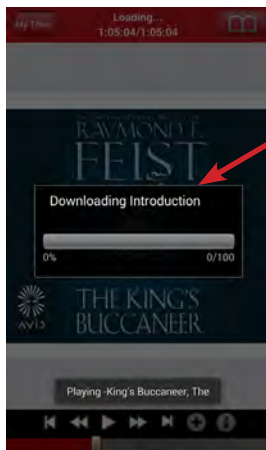 My Titles
Loading...
1:05:04/1:05:04
RAYMOND E.
FEIST
Downloading Introduction
0%
0/100
THE KING'S
BUCCANEER
AVID
Playing -King's Buccaneer, The